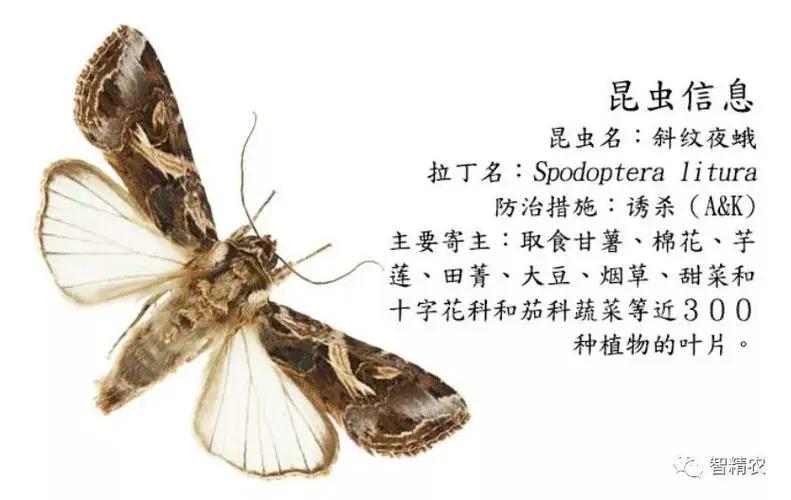 昆虫信息
昆虫名：斜纹夜蛾
拉丁名：Spodoptera litura
防治措施：诱杀（A&K）
主要寄主：取食甘薯、棉花、芋
莲、田菁、大豆、烟草、甜菜和
十字花科和茄科蔬菜等近300
种植物的叶片。
智精农